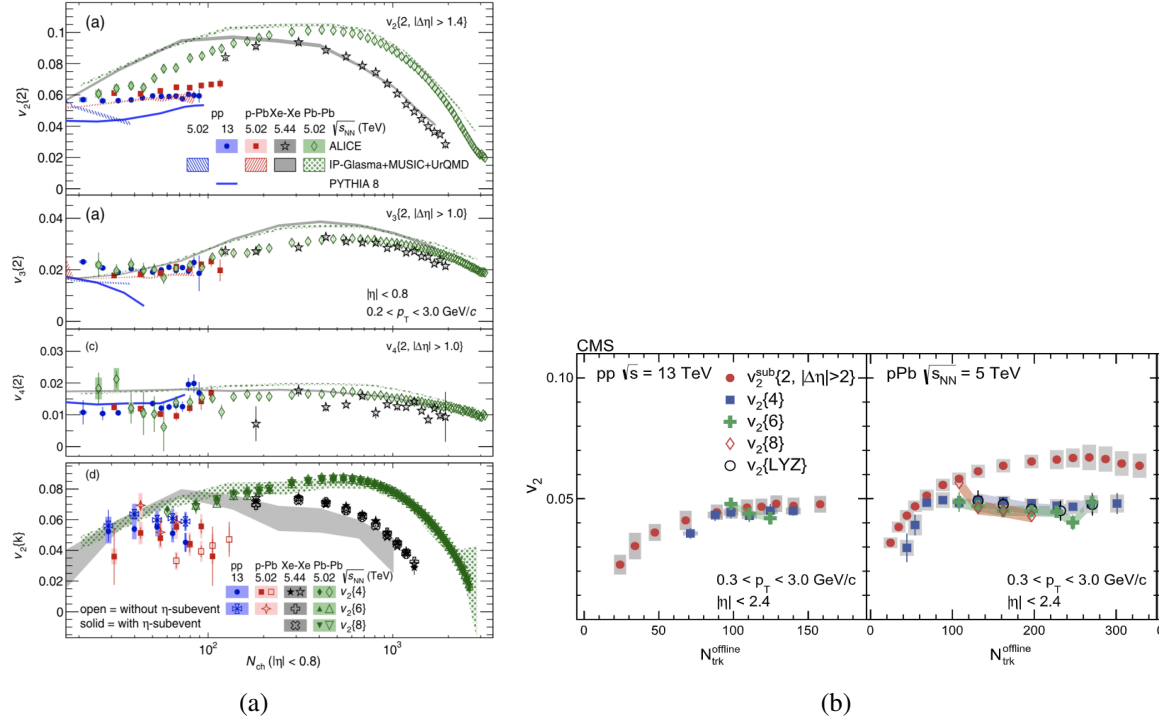 (a)
v₂{2, |Δη| > 1.4}
0.1
0.08
0.06
0.04
0.02
0
v₂{2}
pp p-Pb Xe-Xe Pb-Pb
5.02 13 5.02 5.44 5.02 √sNN (TeV)
ALICE
IP-Glasma+MUSIC+UrQMD
PYTHIA 8
(a)
v₃{2, |Δη| > 1.0}
0.04
0.02
0
v₃{2}
|η| < 0.8
0.2 < pT < 3.0 GeV/c
(c)
v₄{2, |Δη| > 1.0}
0.03
0.02
0.01
0
v₄{2}
(d)
0.1
0.08
0.06
0.04
0.02
0
v₂{k}
pp p-Pb Xe-Xe Pb-Pb
13 5.02 5.44 5.02 √sNN (TeV)
v₂{4}
v₂{6}
v₂{8}
open = without η-subevent
solid = with η-subevent
10² 10³
Nch (|η| < 0.8)
(a)
CMS
pp √s = 13 TeV
v₂sub{2, |Δη|>2}
v₂{4}
v₂{6}
v₂{8}
v₂{LYZ}
0.10
0.05
v₂
0.3 < pT < 3.0 GeV/c
|η| < 2.4
0 50 100 150
Ntrkoffline
pPb √sNN = 5 TeV
0.10
0.05
0.3 < pT < 3.0 GeV/c
|η| < 2.4
0 100 200 300
Ntrkoffline
(b)